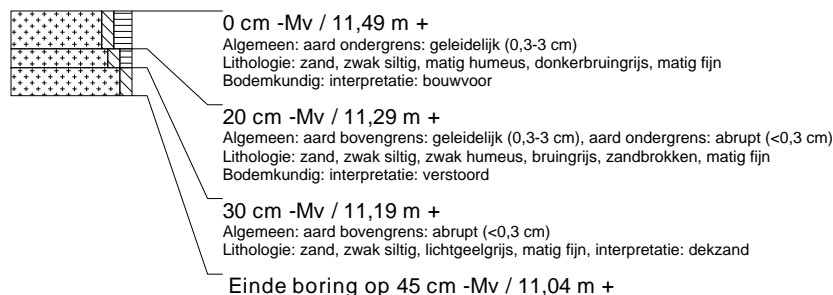 0 cm -Mv / 11,49 m +
Algemeen: aard ondergrens: geleidelijk (0,3-3 cm)
Lithologie: zand, zwak siltig, matig humeus, donkerbruingrijs, matig fijn
Bodemkundig: interpretatie: bouwvoor
20 cm -Mv / 11,29 m +
Algemeen: aard bovengrens: geleidelijk (0,3-3 cm), aard ondergrens: abrupt (<0,3 cm)
Lithologie: zand, zwak siltig, zwak humeus, bruingrijs, zandbrokken, matig fijn
Bodemkundig: interpretatie: verstoord
30 cm -Mv / 11,19 m +
Algemeen: aard bovengrens: abrupt (<0,3 cm)
Lithologie: zand, zwak siltig, lichtgeelgrijs, matig fijn, interpretatie: dekzand
Einde boring op 45 cm -Mv / 11,04 m +